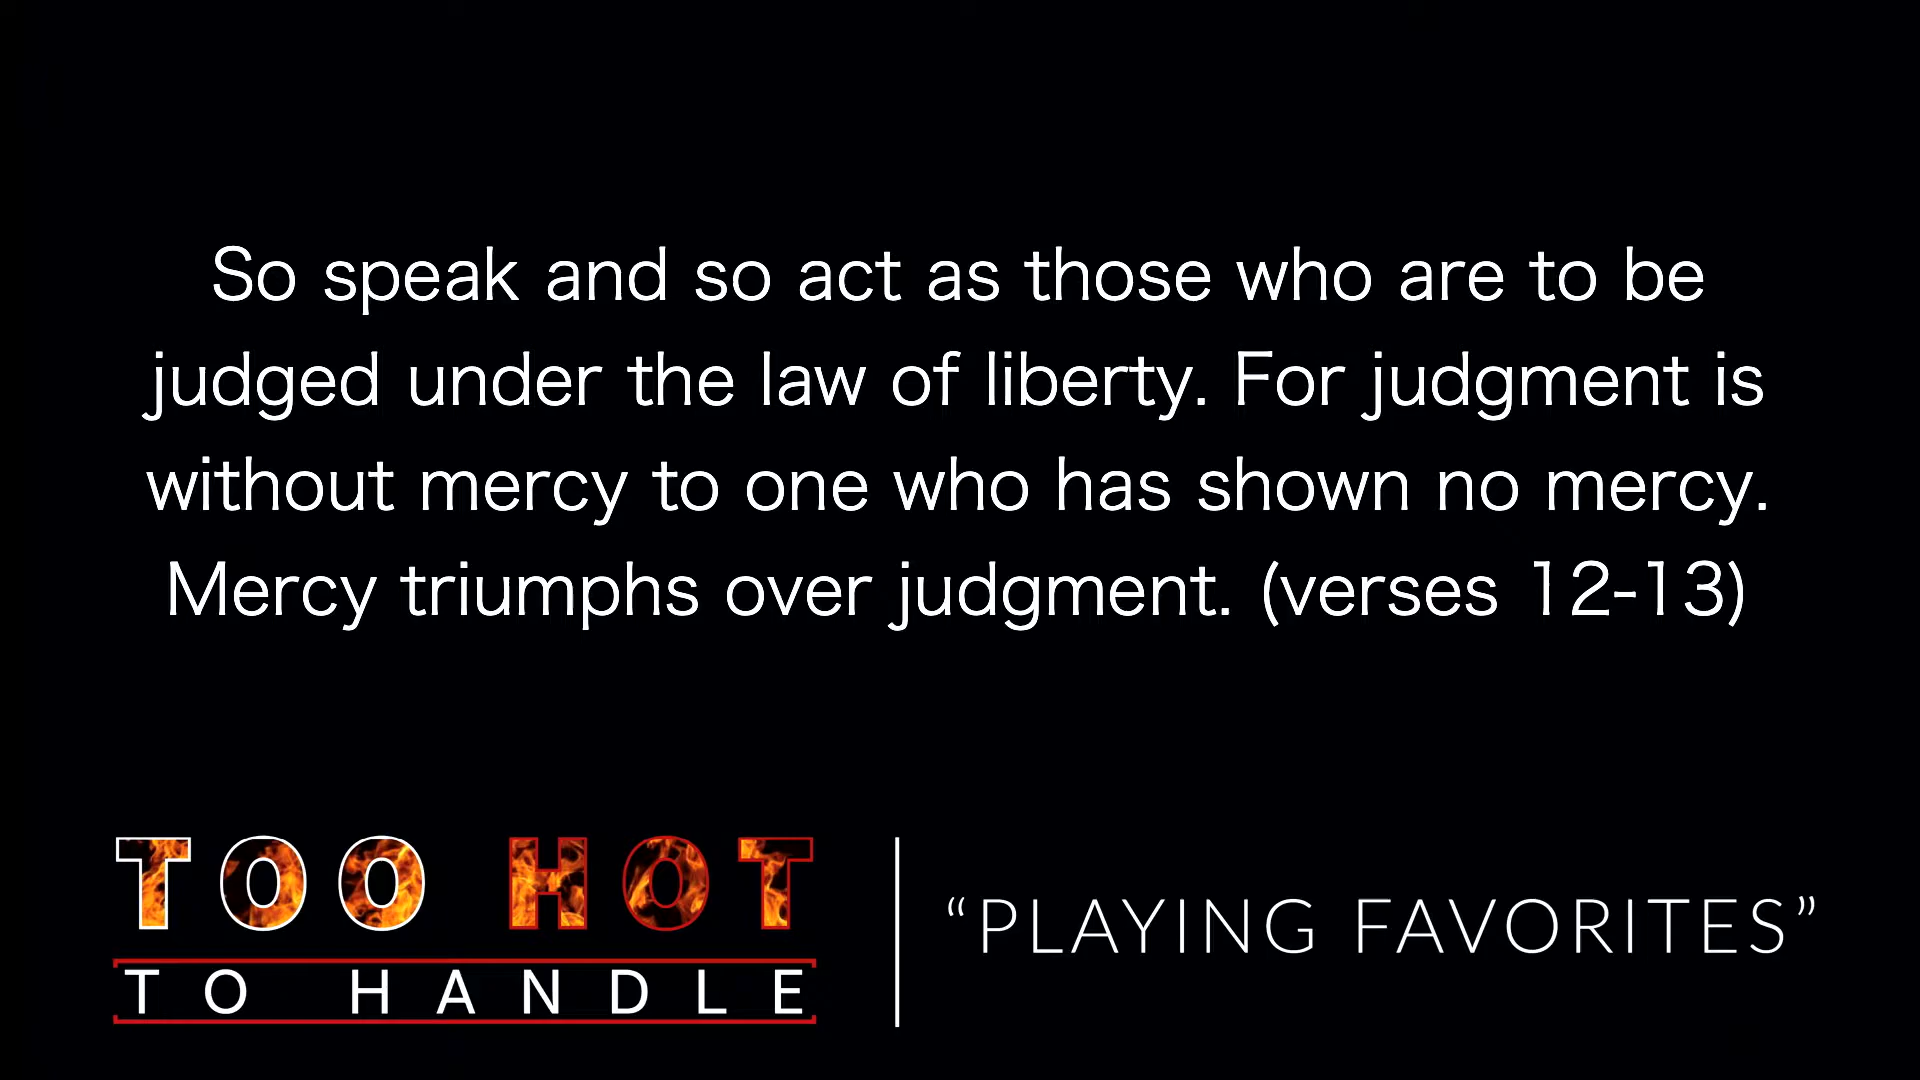 So speak and so act as those who are to be
judged under the law of liberty. For judgment is
without mercy to one who has shown no mercy.
Mercy triumphs over judgment. (verses 12-13)
TOO HOT
TO HANDLE
“PLAYING FAVORITES”